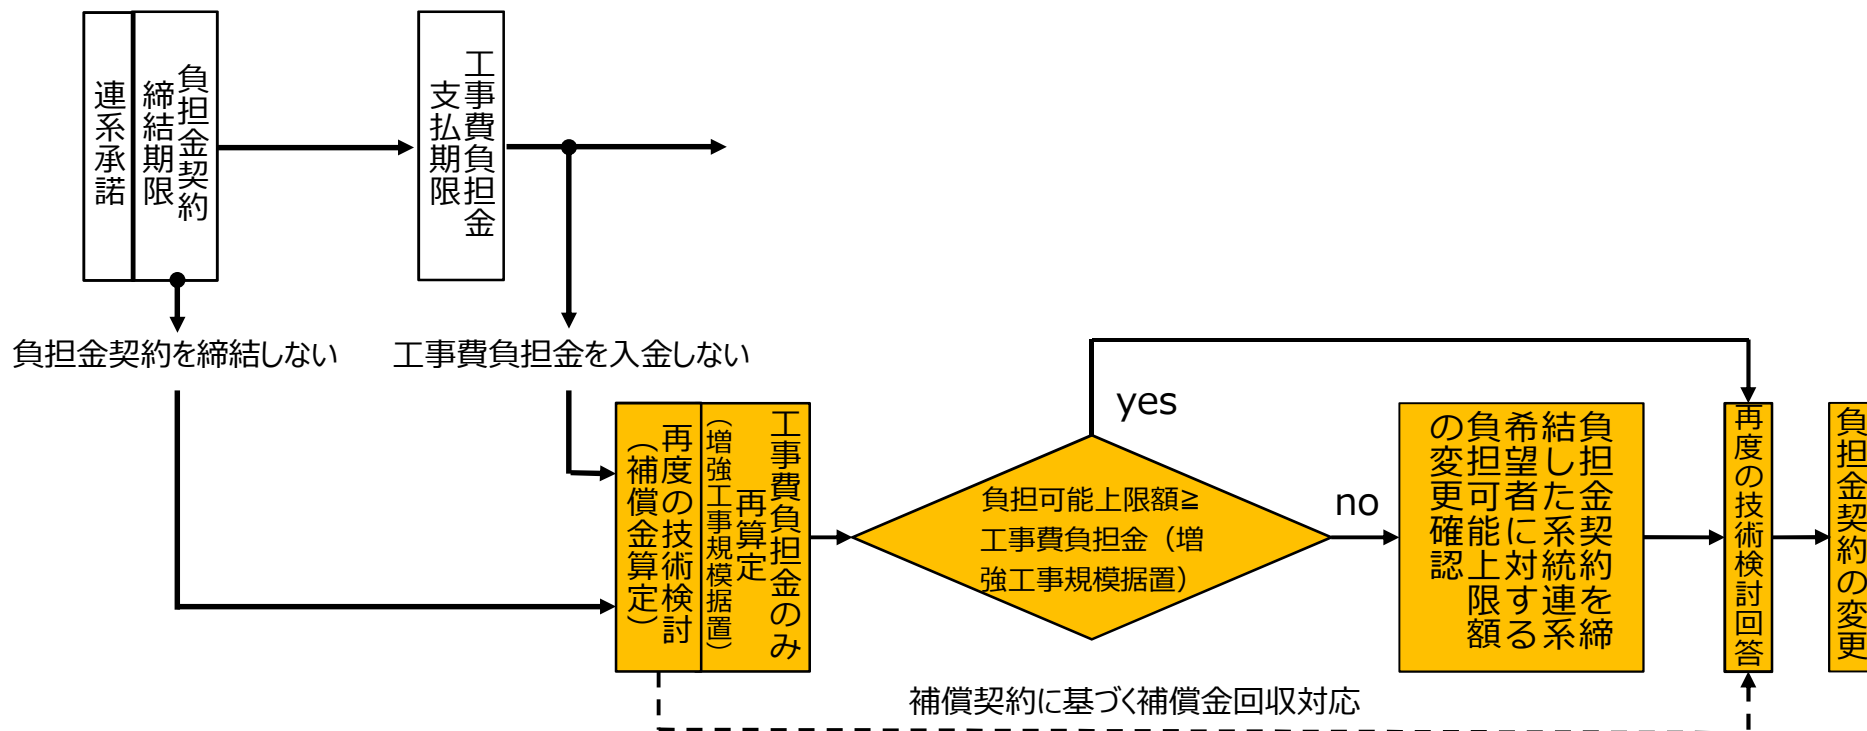 連系承諾
負担金契約
締結期限
工事費負担金
支払期限
負担金契約を締結しない
工事費負担金を入金しない
再度の技術検討
（補償金算定）
工事費負担金のみ
再算定
（増強工事規模据置）
yes
負担可能上限額≧
工事費負担金（増
強工事規模据置）
no
負担金契約を締
結した系統連系
希望者に対する
負担可能上限額
の変更確認
再度の技術検討回答
負担金契約の変更
補償契約に基づく補償金回収対応